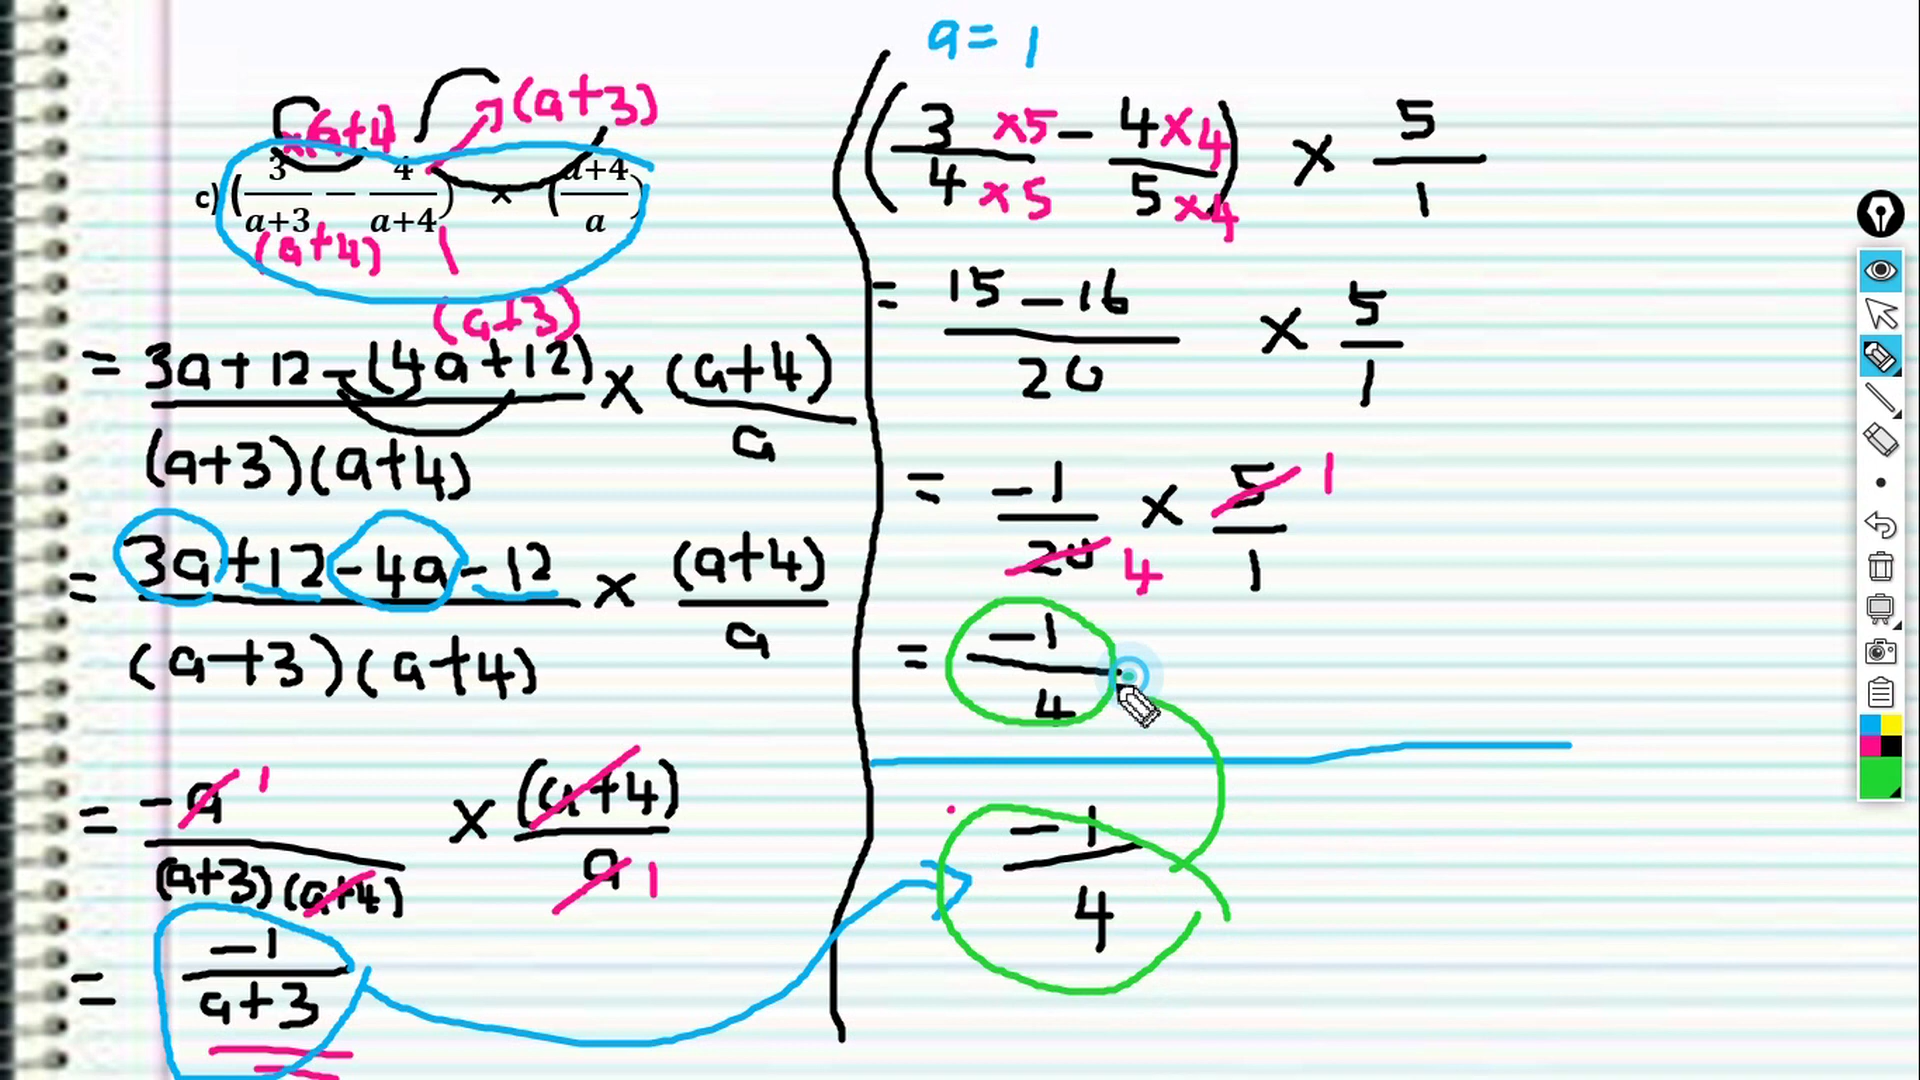 a = 1
×(a+4) (a+3)
c) (3/a+3 − 4/a+4) × (a+4/a)
(a+4) (a+3)
= 3a+12−(4a+12)/(a+3)(a+4) × (a+4)/a
= 3a+12−4a−12/(a+3)(a+4) × (a+4)/a
= −a/(a+3)(a+4) × (a+4)/a
1 1
= −1/a+3
(3×5/4×5 − 4×4/5×4) × 5/1
= 15−16/20 × 5/1
= −1/20 × 5/1
1 4
= −1/4
−1/4